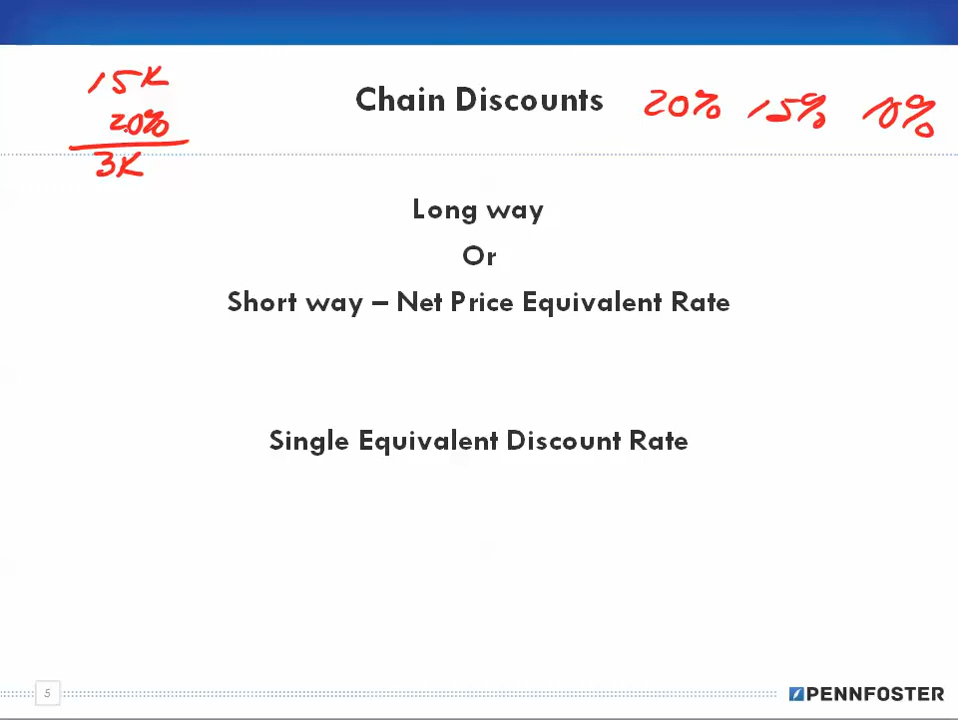 15K
20%
3K
Chain Discounts
20% 15% 10%
Long way
Or
Short way – Net Price Equivalent Rate
Single Equivalent Discount Rate
5
PENNFOSTER